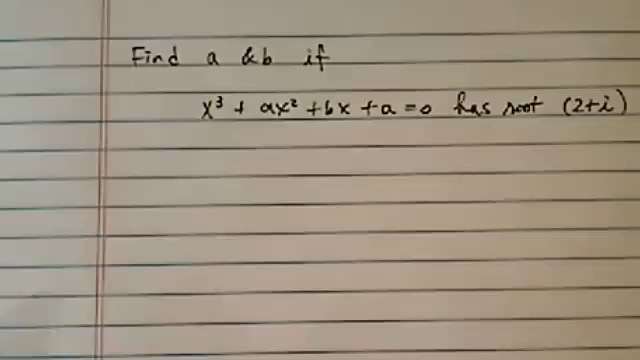 Find a & b if
x³ + ax² + bx + a = 0 has root (2+i)